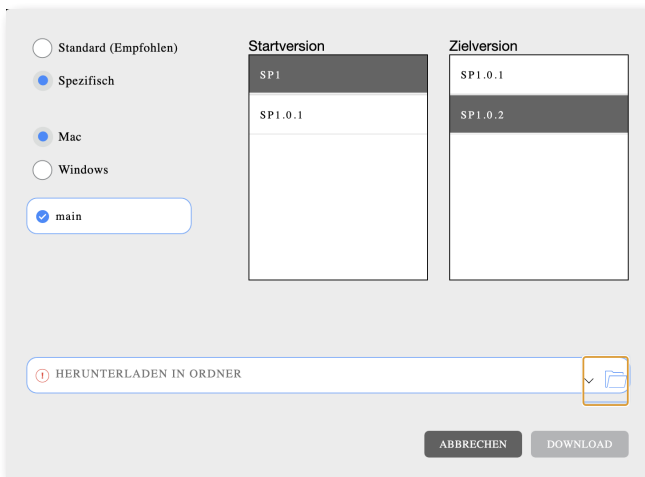 Standard (Empfohlen)
Spezifisch
Mac
Windows
main
Startversion
SP1
SP1.0.1
Zielversion
SP1.0.1
SP1.0.2
HERUNTERLADEN IN ORDNER
ABBRECHEN
DOWNLOAD